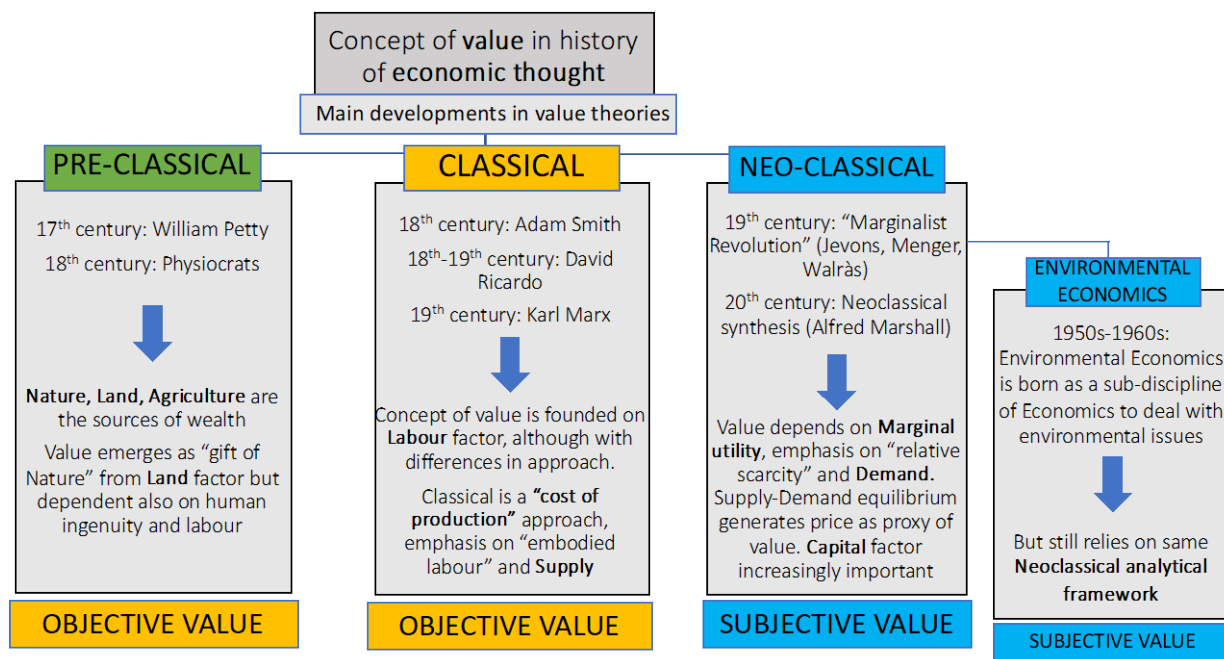 Concept of value in history
of economic thought
Main developments in value theories
PRE-CLASSICAL
17th century: William Petty
18th century: Physiocrats
Nature, Land, Agriculture are
the sources of wealth
Value emerges as “gift of
Nature” from Land factor but
dependent also on human
ingenuity and labour
OBJECTIVE VALUE
CLASSICAL
18th century: Adam Smith
18th-19th century: David
Ricardo
19th century: Karl Marx
Concept of value is founded on
Labour factor, although with
differences in approach.
Classical is a “cost of
production” approach,
emphasis on “embodied
labour” and Supply
OBJECTIVE VALUE
NEO-CLASSICAL
19th century: “Marginalist
Revolution” (Jevons, Menger,
Walràs)
20th century: Neoclassical
synthesis (Alfred Marshall)
Value depends on Marginal
utility, emphasis on “relative
scarcity” and Demand.
Supply-Demand equilibrium
generates price as proxy of
value. Capital factor
increasingly important
SUBJECTIVE VALUE
ENVIRONMENTAL
ECONOMICS
1950s-1960s:
Environmental Economics
is born as a sub-discipline
of Economics to deal with
environmental issues
But still relies on same
Neoclassical analytical
framework
SUBJECTIVE VALUE